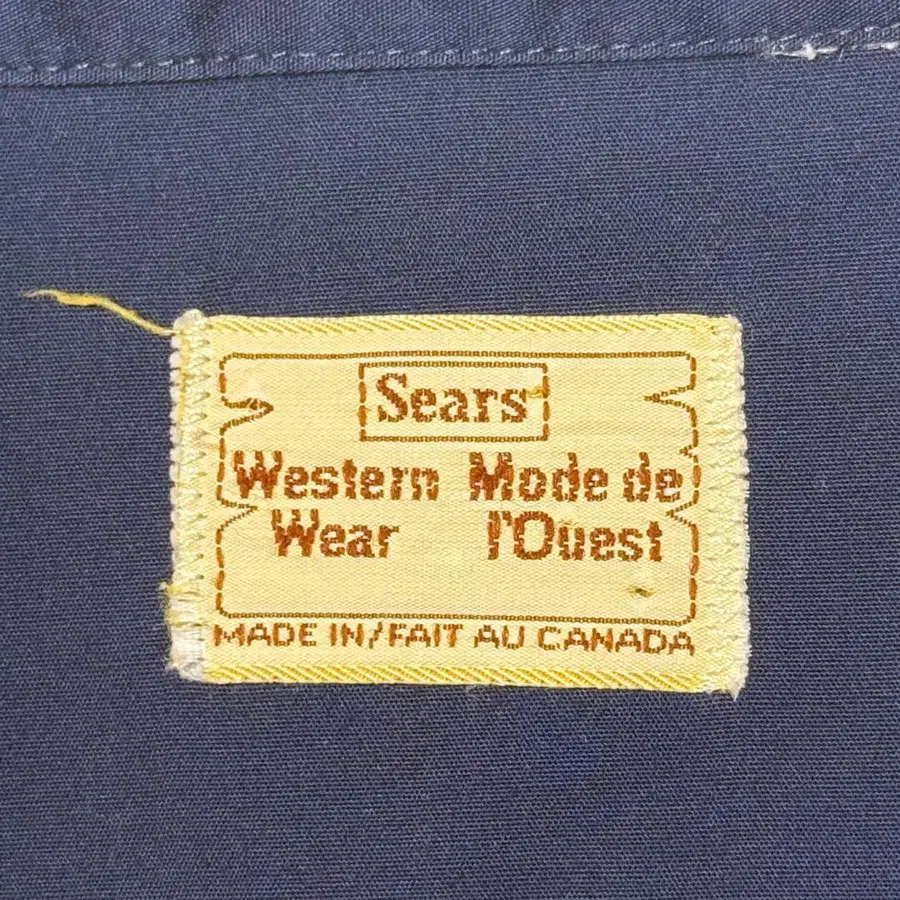 Sears
Western Mode de
Wear l'Ouest
MADE IN/FAIT AU CANADA